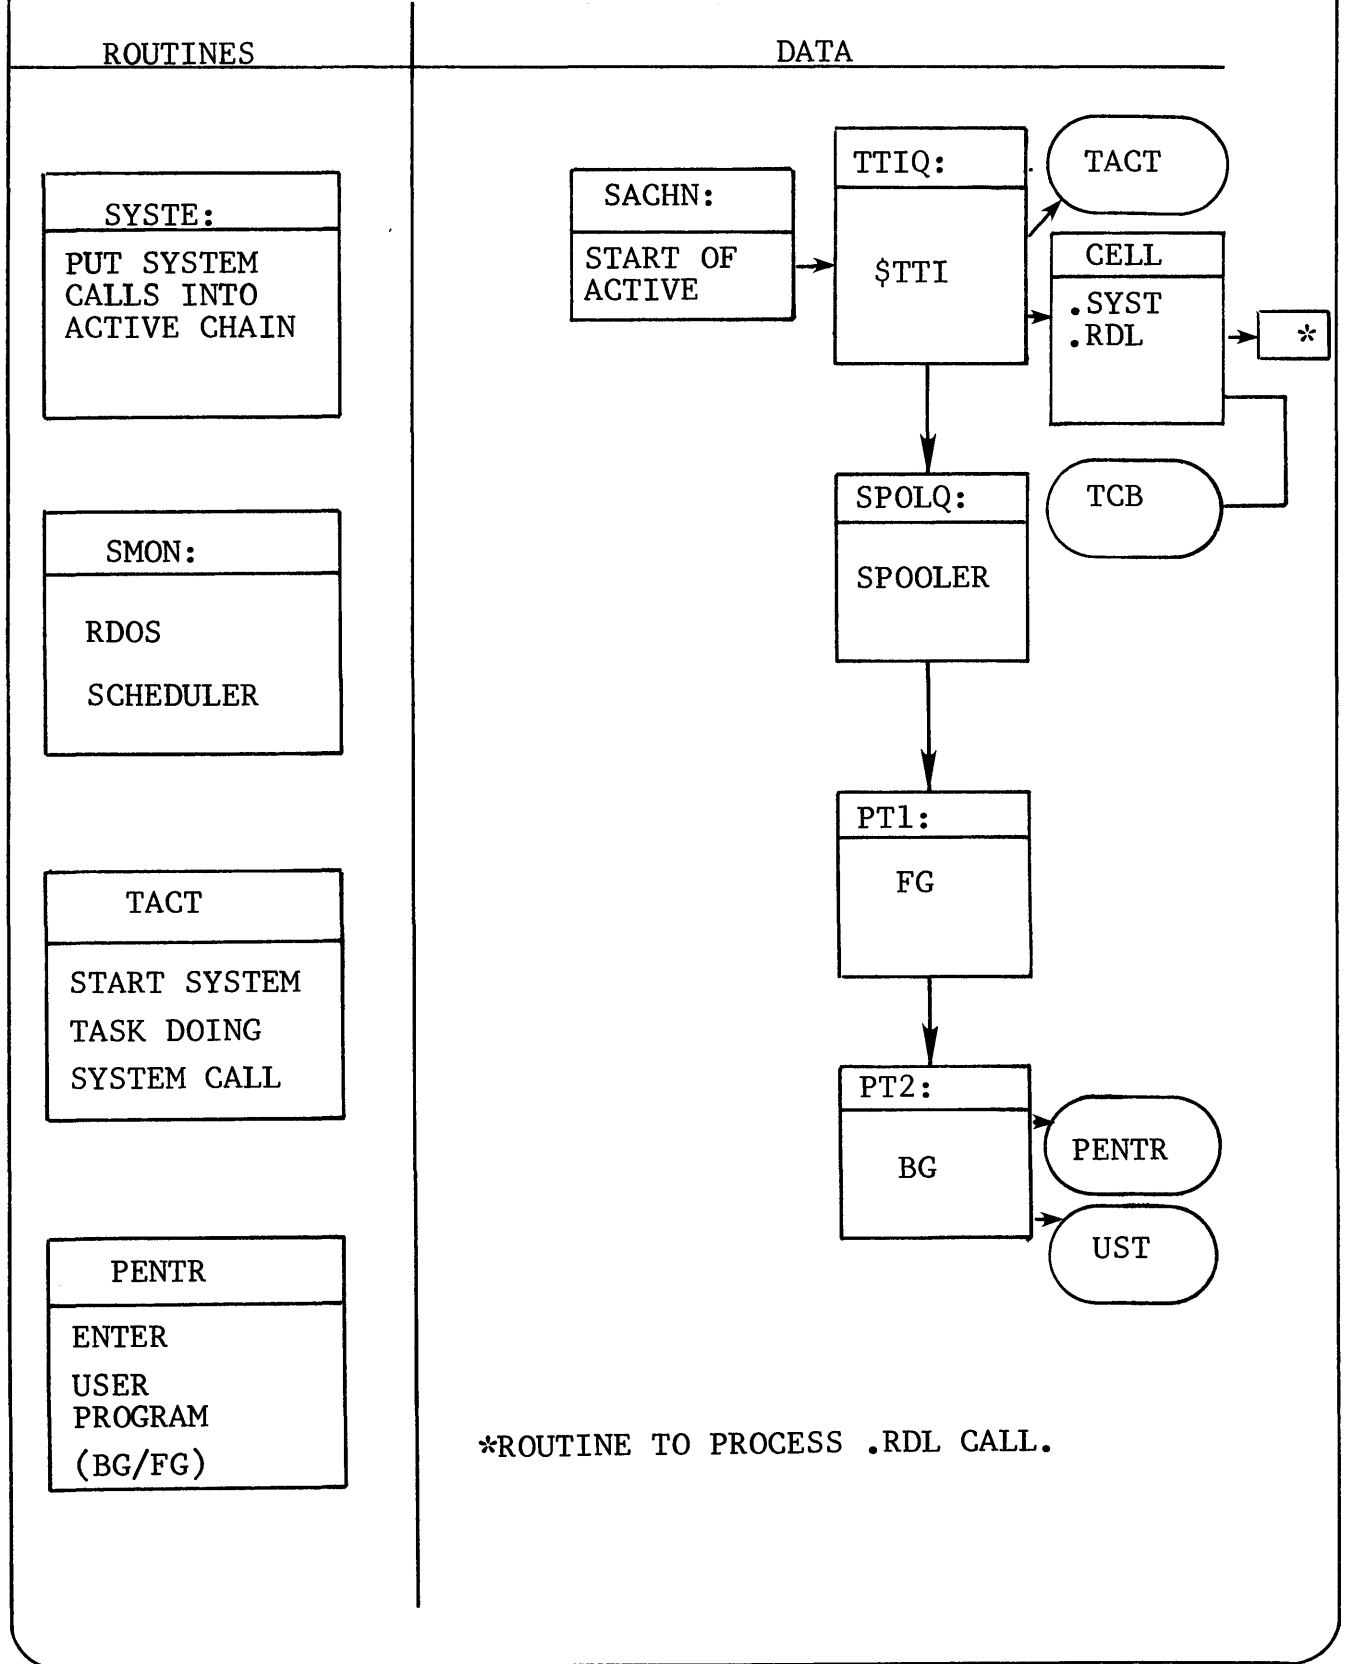 ROUTINES
DATA
SYSTE:
PUT SYSTEM
CALLS INTO
ACTIVE CHAIN
SMON:
RDOS
SCHEDULER
TACT
START SYSTEM
TASK DOING
SYSTEM CALL
PENTR
ENTER
USER
PROGRAM
(BG/FG)
SACHN:
START OF
ACTIVE
TTIQ:
$TTI
TACT
CELL
.SYST
.RDL
*
TCB
SPOLQ:
SPOOLER
PT1:
FG
PT2:
BG
PENTR
UST
*ROUTINE TO PROCESS .RDL CALL.